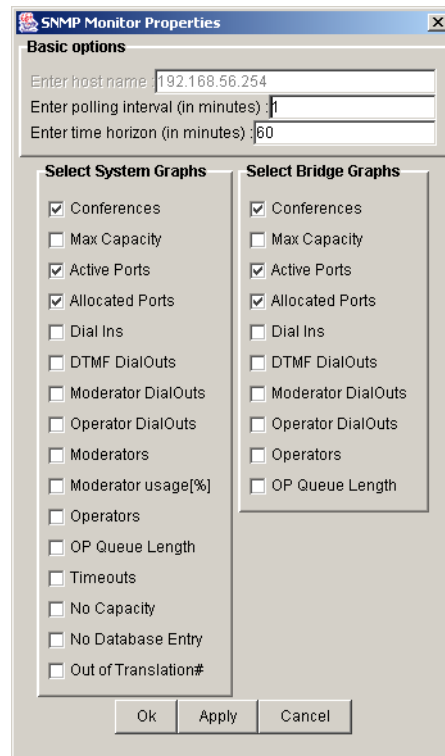 SNMP Monitor Properties
Basic options
Enter host name : 192.168.56.254
Enter polling interval (in minutes) : 1
Enter time horizon (in minutes) : 60
Select System Graphs
Conferences
Max Capacity
Active Ports
Allocated Ports
Dial Ins
DTMF DialOuts
Moderator DialOuts
Operator DialOuts
Moderators
Moderator usage[%]
Operators
OP Queue Length
Timeouts
No Capacity
No Database Entry
Out of Translation#
Select Bridge Graphs
Conferences
Max Capacity
Active Ports
Allocated Ports
Dial Ins
DTMF DialOuts
Moderator DialOuts
Operator DialOuts
Operators
OP Queue Length
Ok Apply Cancel